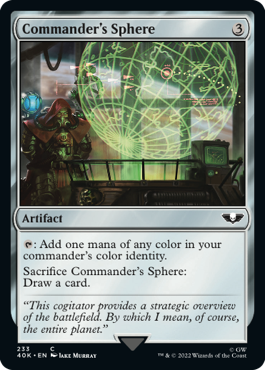 Commander's Sphere 3
Artifact
: Add one mana of any color in your
commander's color identity.
Sacrifice Commander's Sphere:
Draw a card.
"This cogitator provides a strategic overview
of the battlefield. By which I mean, of course,
the entire planet."
233 C
40K • EN Jake Murray
© GW
™ & © 2022 Wizards of the Coast